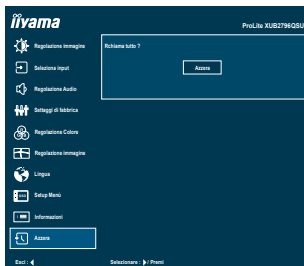 iiyama
ProLite XUB2796QSU
Regolazione immagine
Seleziona input
Regolazione Audio
Settaggi di fabbrica
Regolazione Colore
Regolazione immagine
Lingua
Setup Menù
Informazioni
Azzera
Rchiama tutto ?
Azzera
Esci :
Selezionare : / Premi